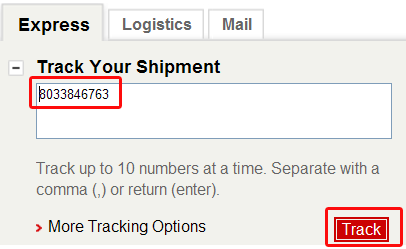 Express Logistics Mail
Track Your Shipment
8033846763
Track up to 10 numbers at a time. Separate with a
comma (,) or return (enter).
More Tracking Options
Track